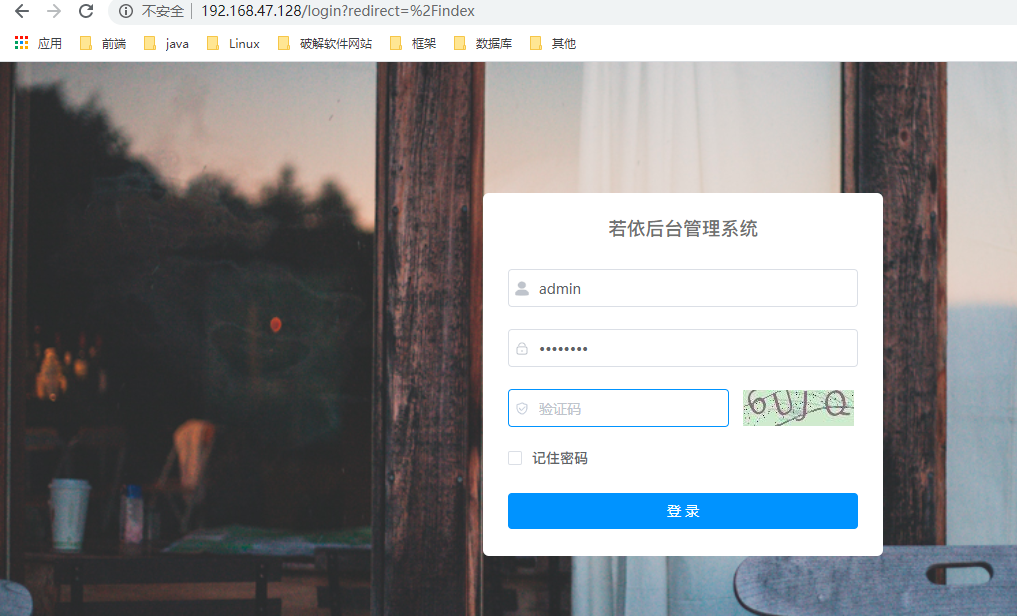 不安全 192.168.47.128/login?redirect=%2Findex
应用 前端 java Linux 破解软件网站 框架 数据库 其他
若依后台管理系统
admin
••••••••
验证码
记住密码
登 录